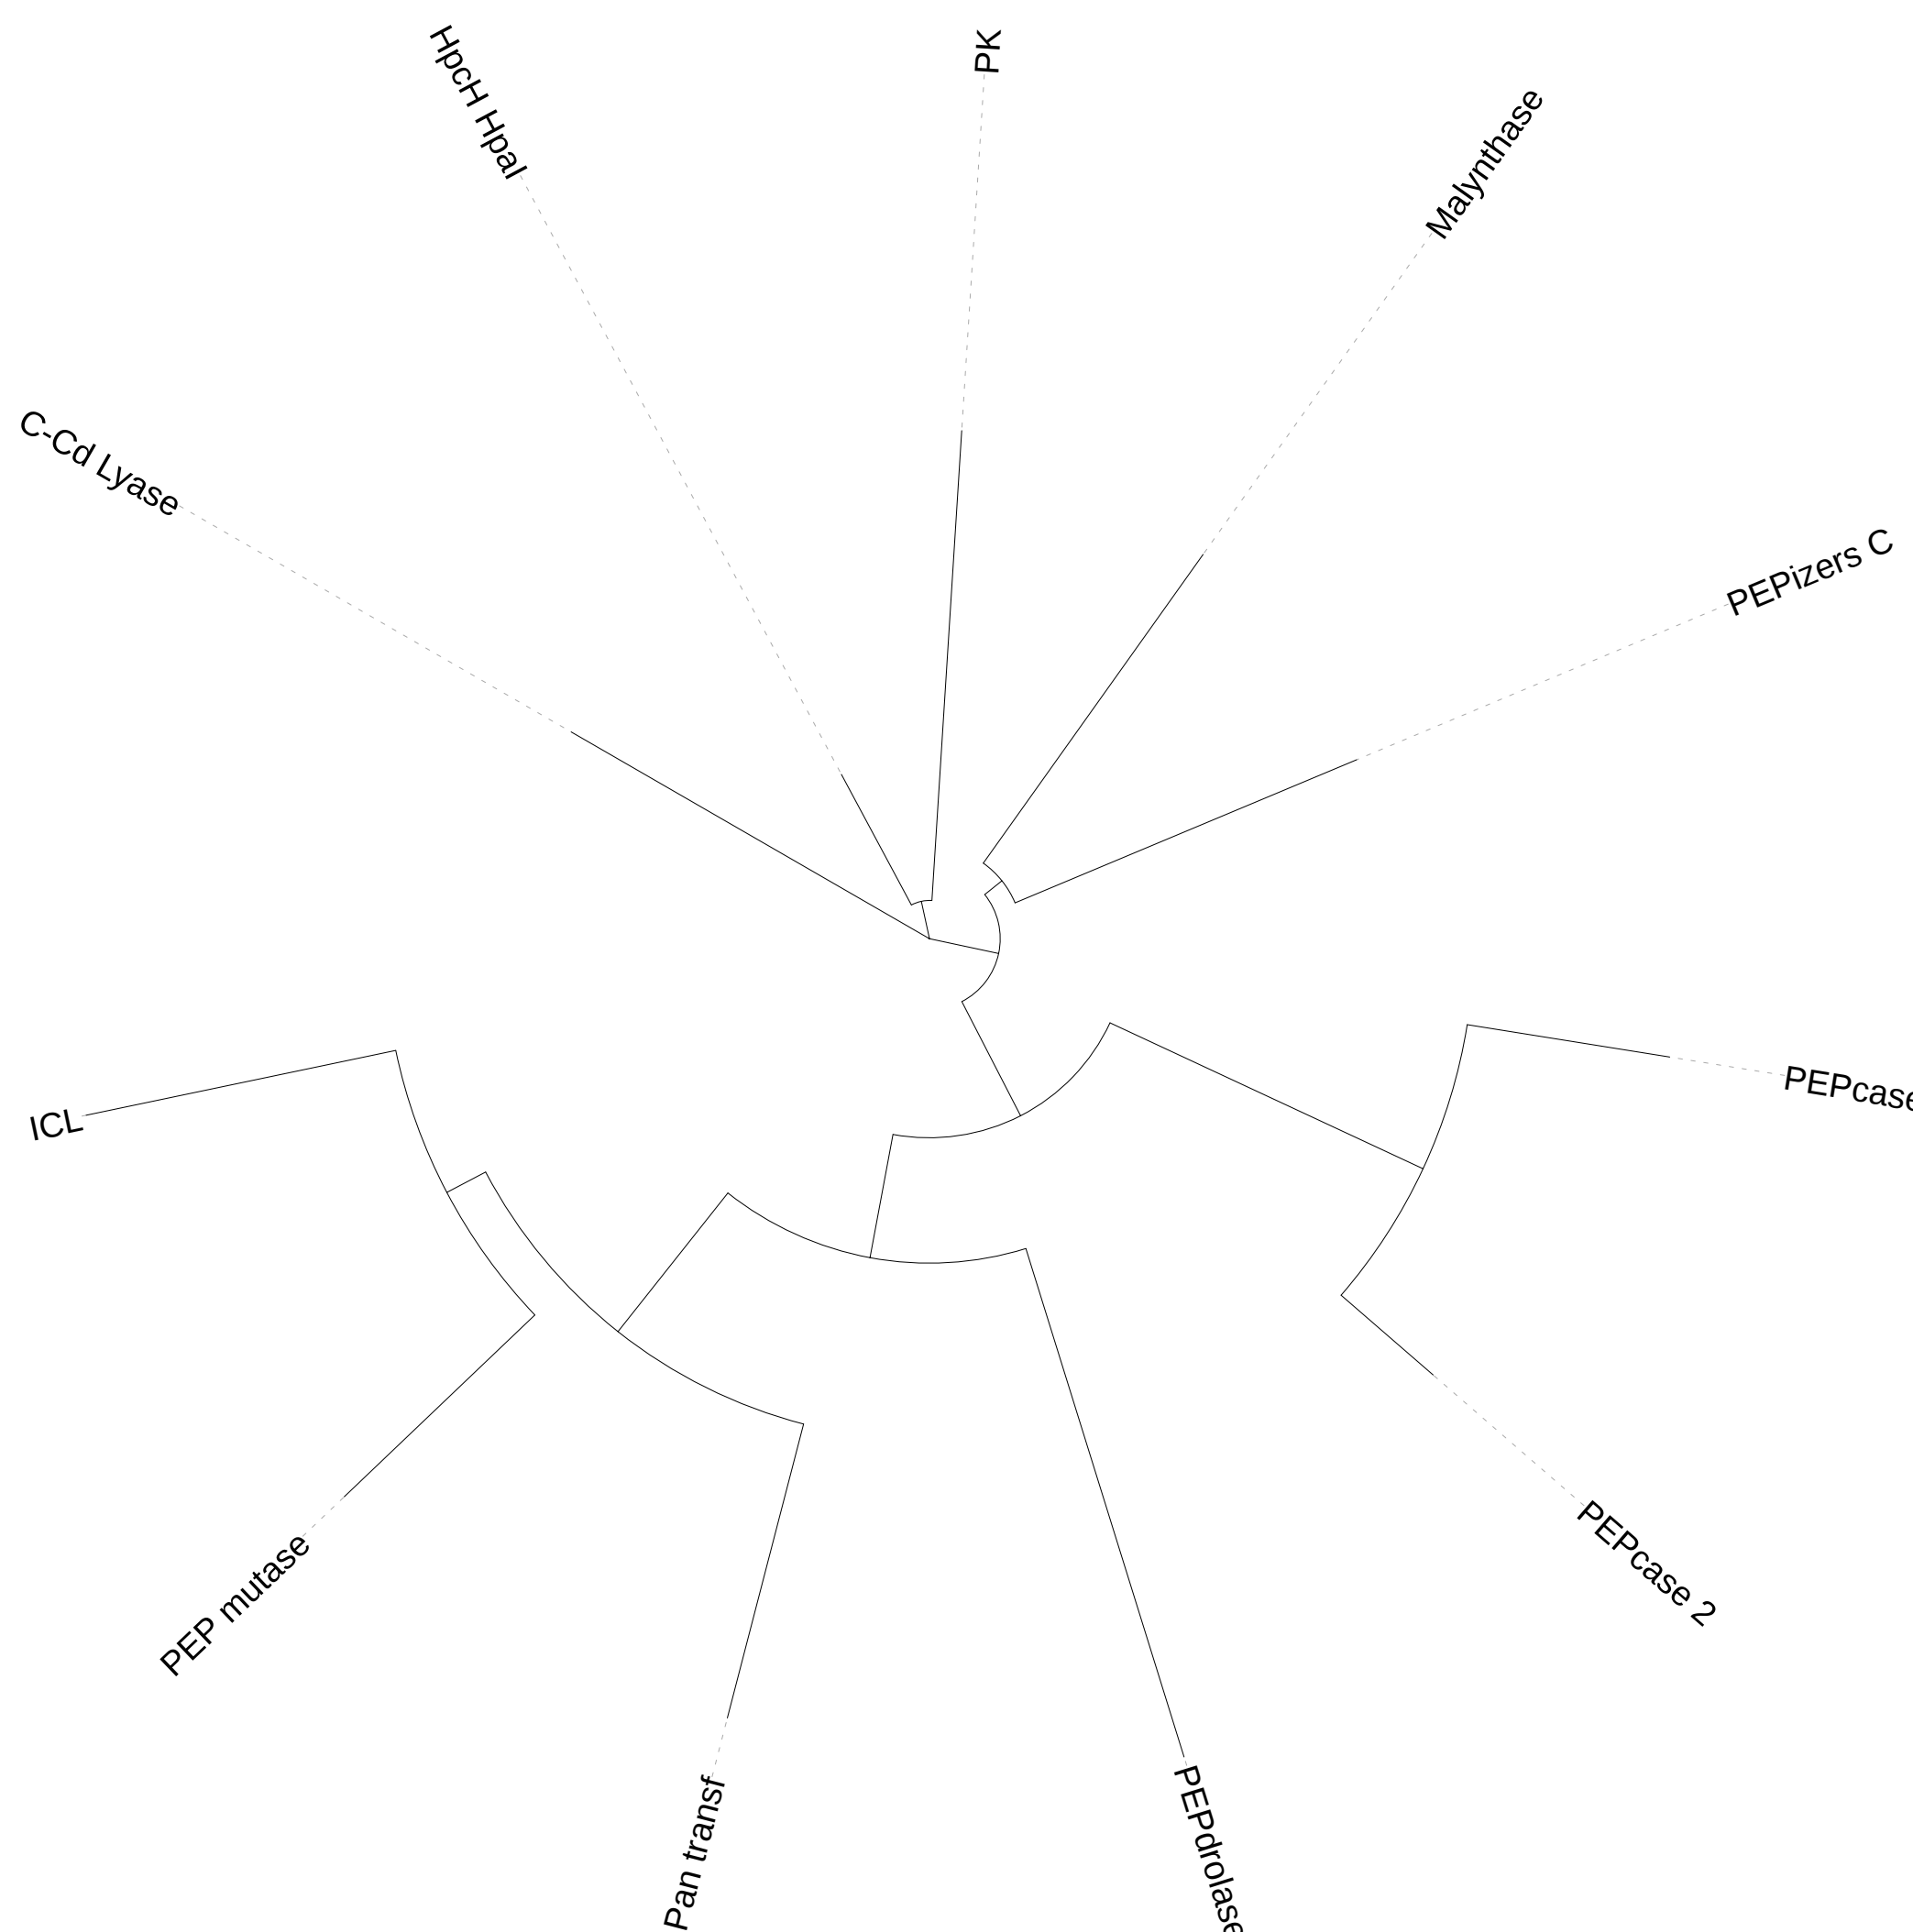 HpcH HpaI
PK
Malynthase
C-Cd Lyase
PEPizers C
PEPcase
ICL
PEPcase 2
PEP mutase
Pan transf
PEPdrolase